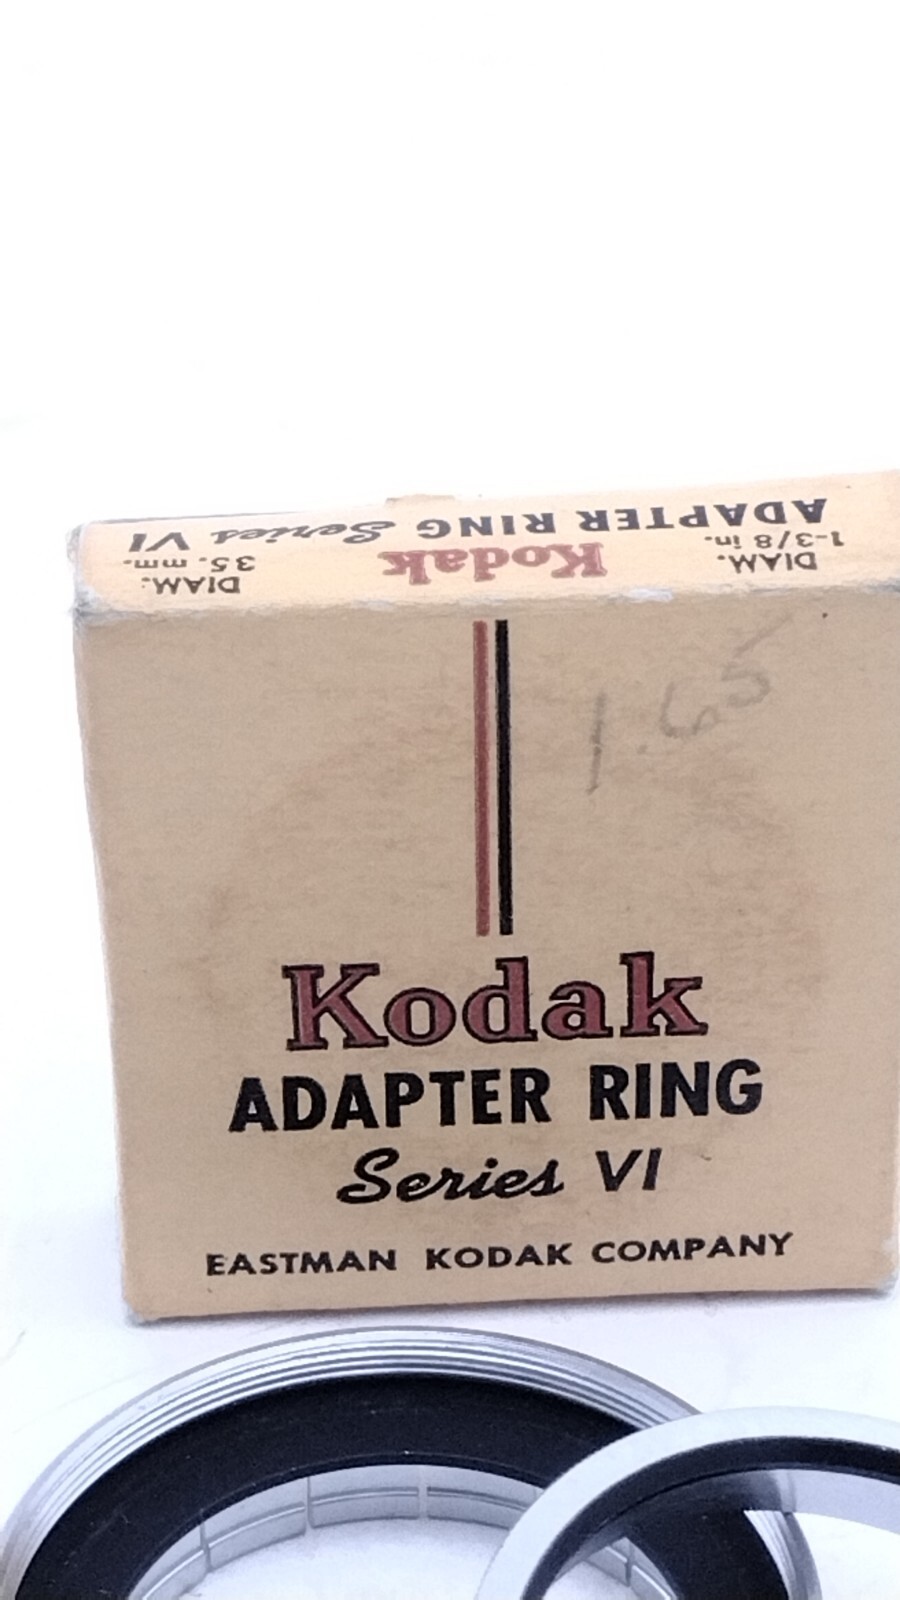 ADAPTER RING Series VI
DIAM. 1-3/8 in.
Kodak
DIAM. 35. mm.
1.65
Kodak
ADAPTER RING
Series VI
EASTMAN KODAK COMPANY